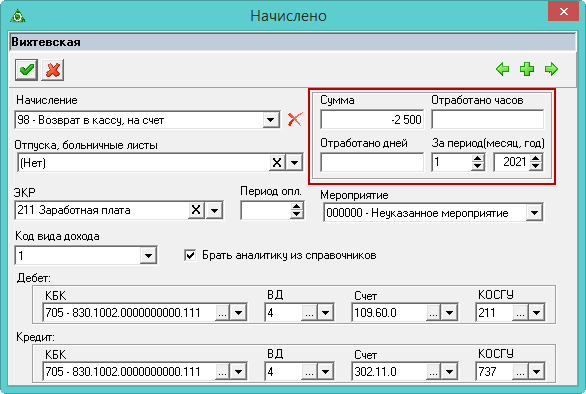 Начислено
Вихтевская
Начисление
98 - Возврат в кассу, на счет
Сумма
Отработано часов
-2 500
Отпуска, больничные листы
(Нет)
Отработано дней
За период(месяц, год)
1
2021
ЭКР
Период опл.
Мероприятие
211 Заработная плата
000000 - Неуказанное мероприятие
Код вида дохода
1
Брать аналитику из справочников
Дебет:
КБК
ВД
Счет
КОСГУ
705 - 830.1002.0000000000.111
4
109.60.0
211
Кредит:
КБК
ВД
Счет
КОСГУ
705 - 830.1002.0000000000.111
4
302.11.0
737